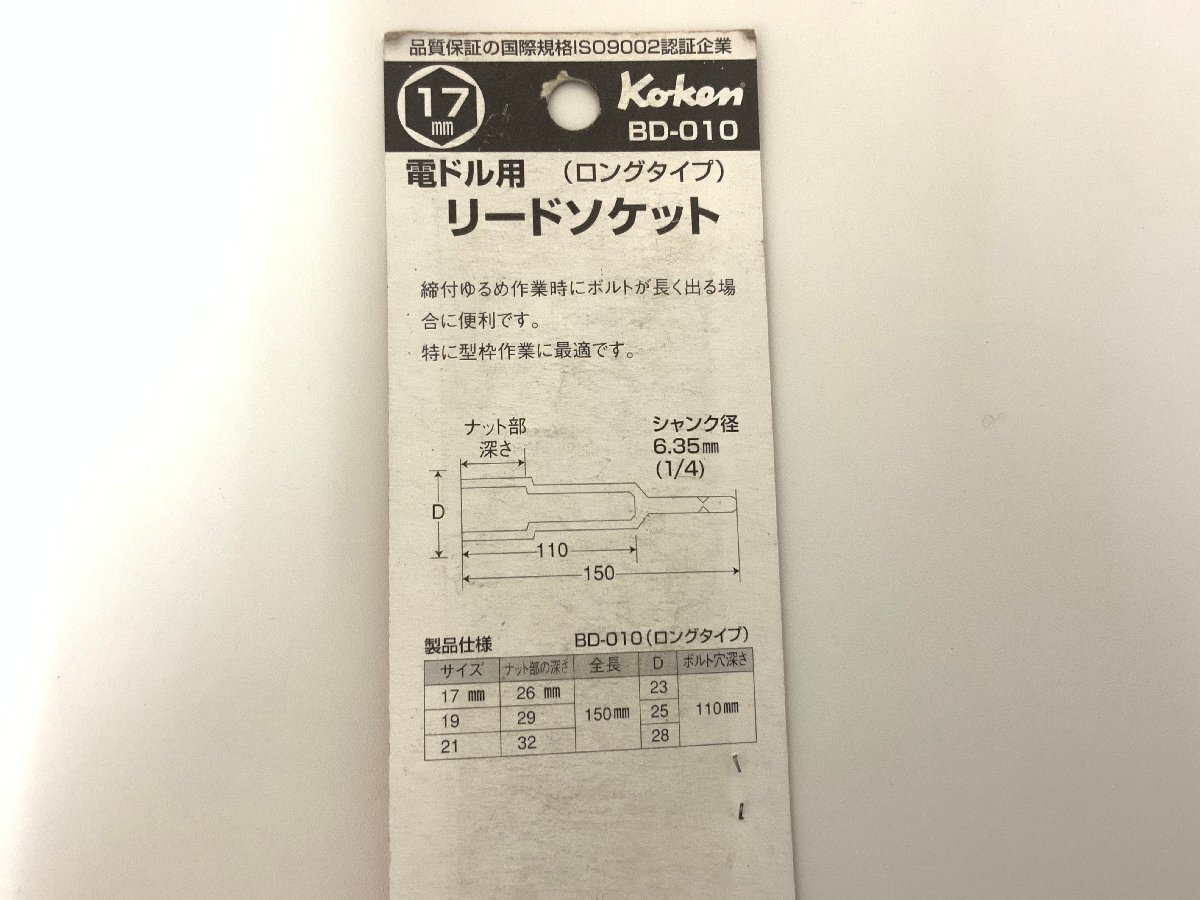 品質保証の国際規格ISO9002認証企業
17
mm
Koken
BD-010
電ドル用 (ロングタイプ)
リードソケット
締付ゆるめ作業時にボルトが長く出る場
合に便利です。
特に型枠作業に最適です。
ナット部
深さ
シャンク径
6.35mm
(1/4)
D
110
150
製品仕様 BD-010(ロングタイプ)
サイズ ナット部の深さ 全長 D ボルト穴深さ
17 mm 26 mm 150mm 23 110mm
19 29 25
21 32 28